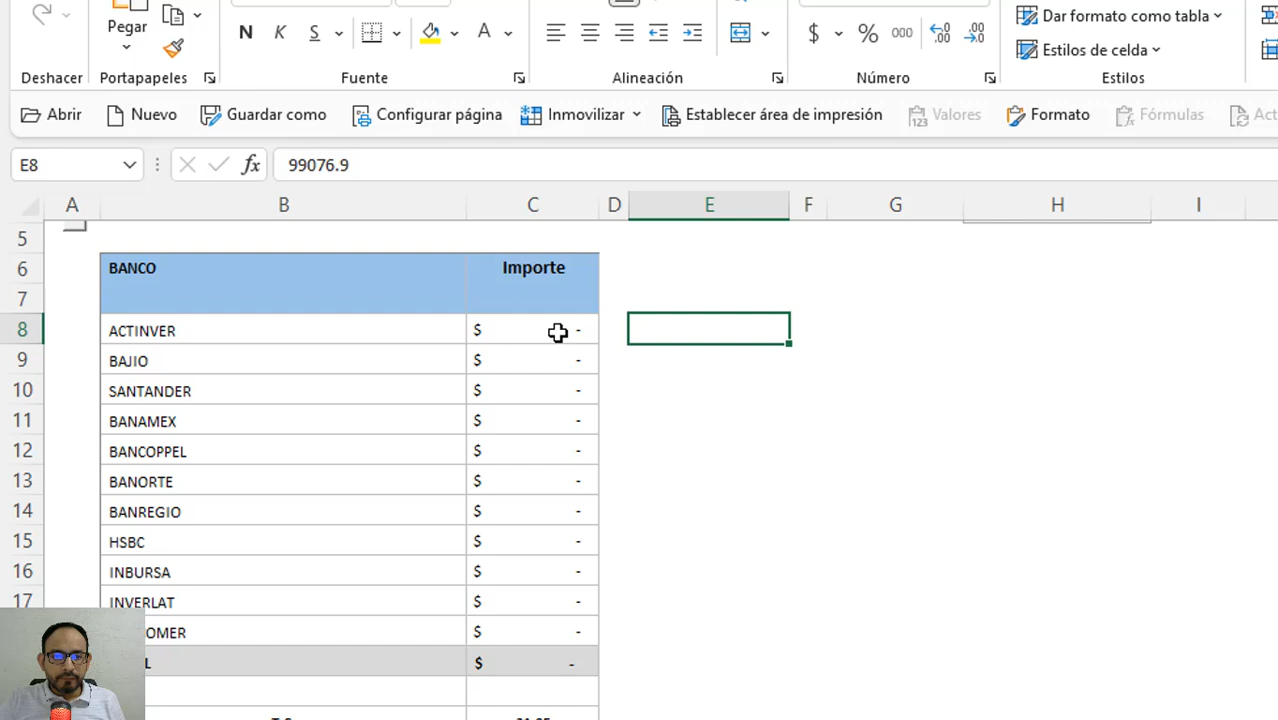 Pegar
N K S A $ % 000
Dar formato como tabla
Estilos de celda
Deshacer Portapapeles Fuente Alineación Número Estilos
Abrir Nuevo Guardar como Configurar página Inmovilizar Establecer área de impresión Valores Formato Fórmulas Act
E8 fx 99076.9
A B C D E F G H I
5
6 BANCO Importe
7
8 ACTINVER $ -
9 BAJIO $ -
10 SANTANDER $ -
11 BANAMEX $ -
12 BANCOPPEL $ -
13 BANORTE $ -
14 BANREGIO $ -
15 HSBC $ -
16 INBURSA $ -
17 INVERLAT $ -
OMER $ -
L $ -